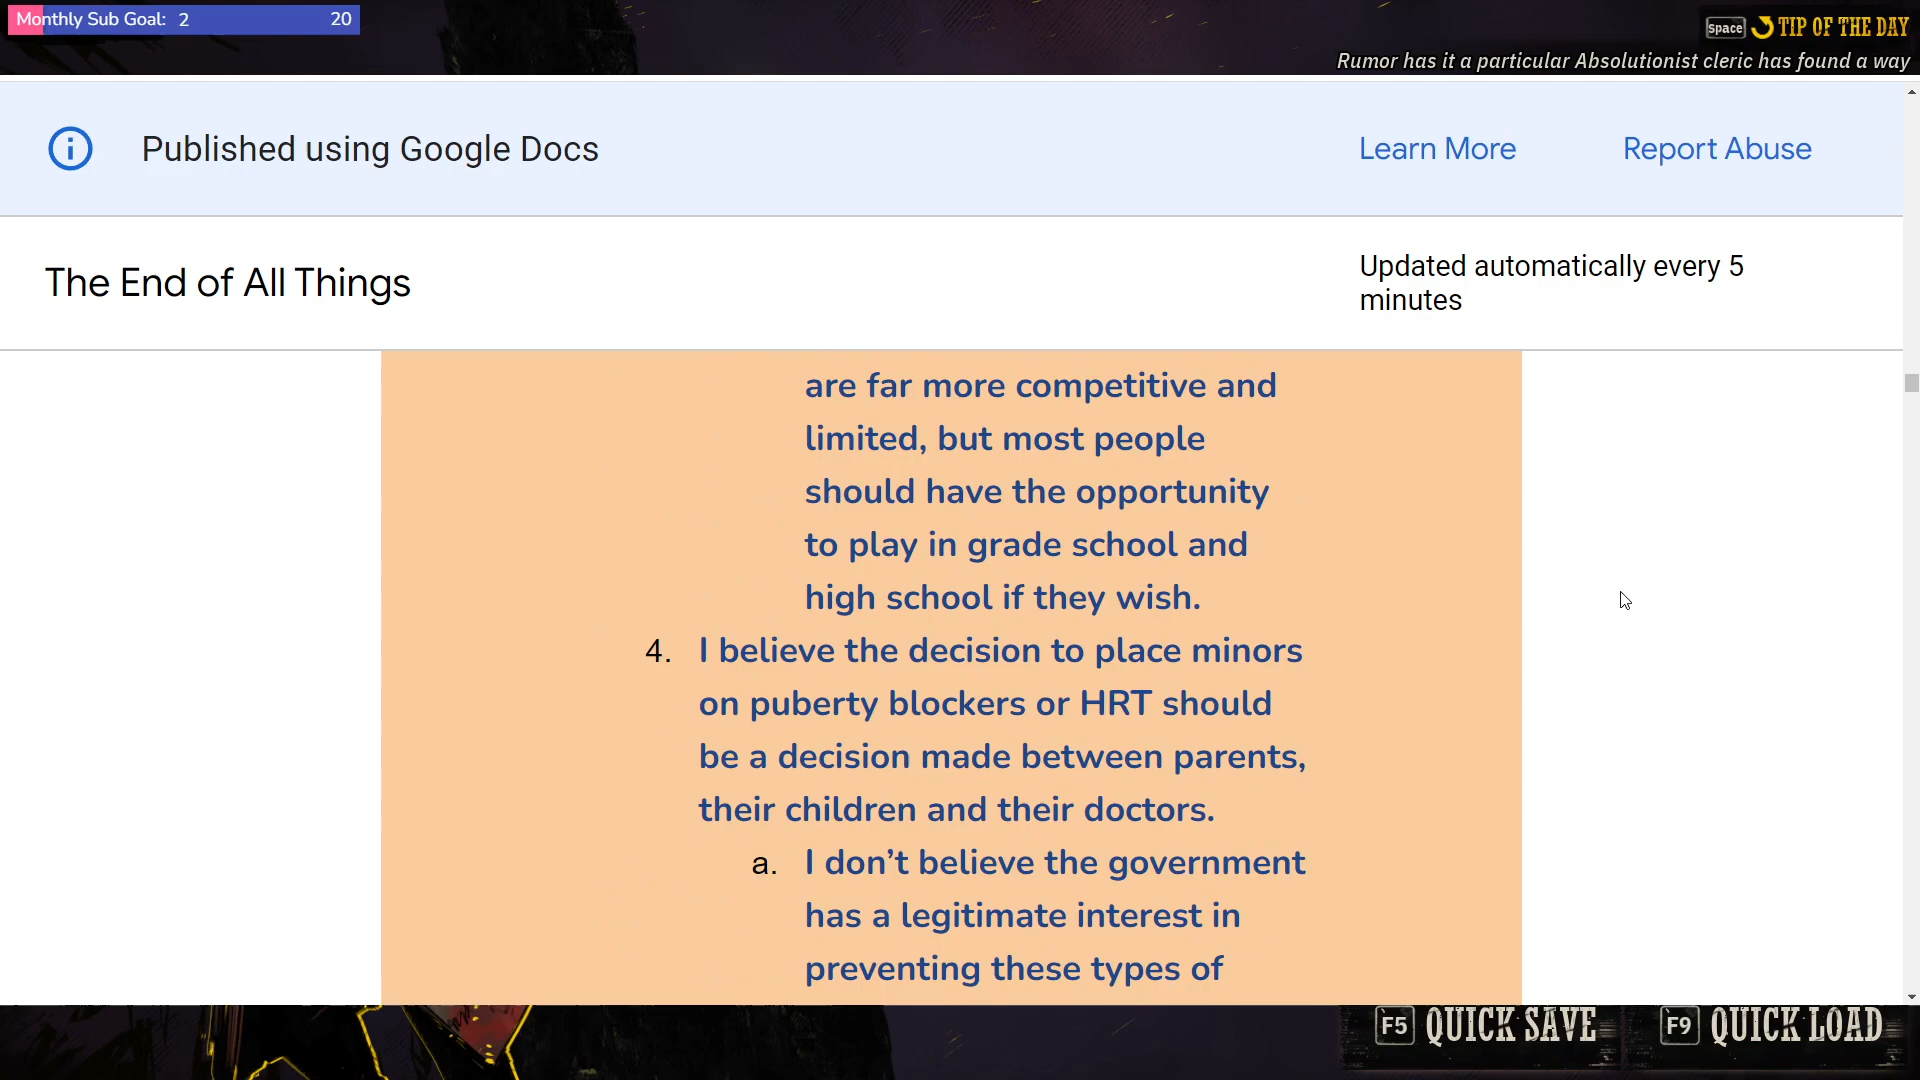 Monthly Sub Goal: 2 20
Space TIP OF THE DAY
Rumor has it a particular Absolutionist cleric has found a way
Published using Google Docs
Learn More
Report Abuse
The End of All Things
Updated automatically every 5
minutes
are far more competitive and
limited, but most people
should have the opportunity
to play in grade school and
high school if they wish.
4. I believe the decision to place minors
on puberty blockers or HRT should
be a decision made between parents,
their children and their doctors.
a. I don’t believe the government
has a legitimate interest in
preventing these types of
F5 QUICK SAVE
F9 QUICK LOAD